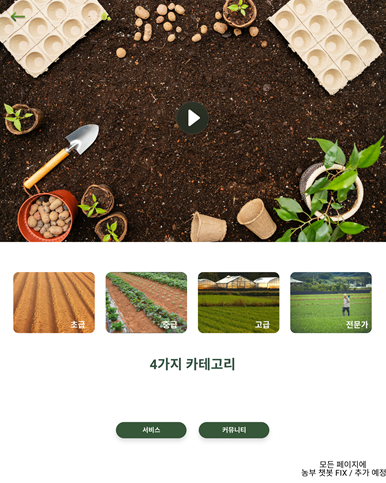 초급
중급
고급
전문가
4가지 카테고리
서비스
커뮤니티
모든 페이지에
농부 챗봇 FIX / 추가 예정